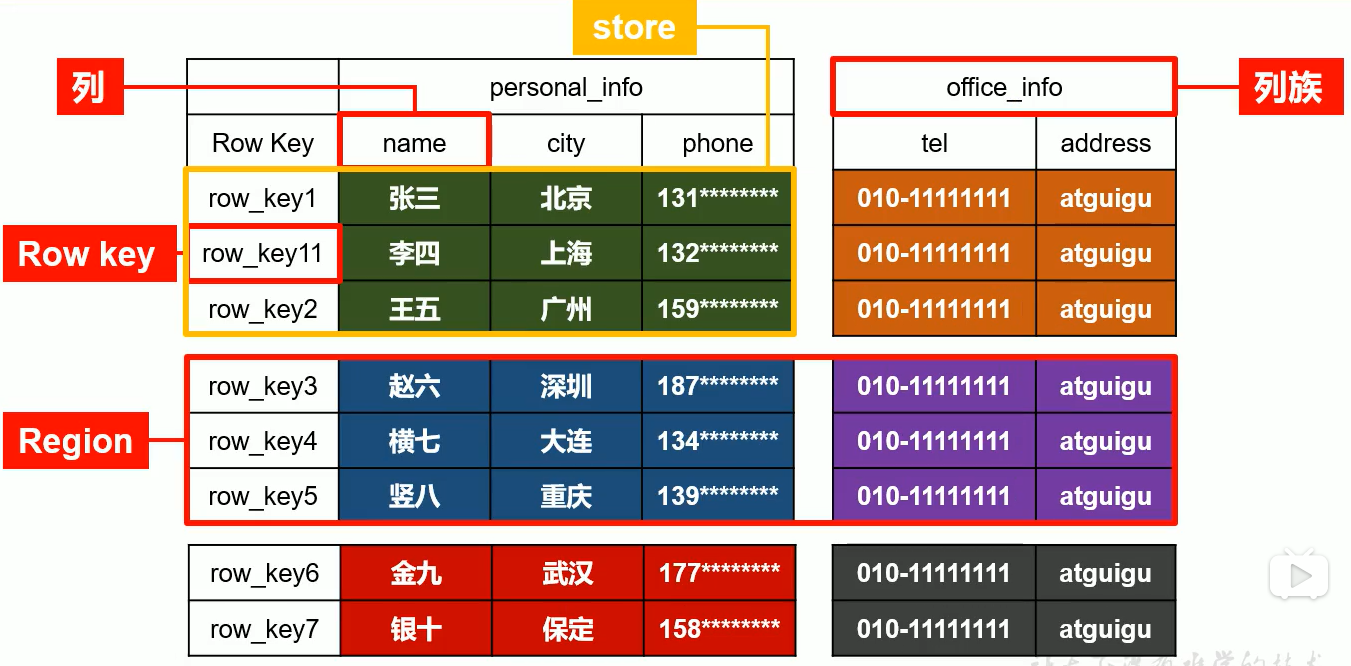 store
列
personal_info
office_info
列族
Row Key name city phone tel address
row_key1 张三 北京 131******** 010-11111111 atguigu
Row key
row_key11 李四 上海 132******** 010-11111111 atguigu
row_key2 王五 广州 159******** 010-11111111 atguigu
row_key3 赵六 深圳 187******** 010-11111111 atguigu
Region
row_key4 横七 大连 134******** 010-11111111 atguigu
row_key5 竖八 重庆 139******** 010-11111111 atguigu
row_key6 金九 武汉 177******** 010-11111111 atguigu
row_key7 银十 保定 158******** 010-11111111 atguigu